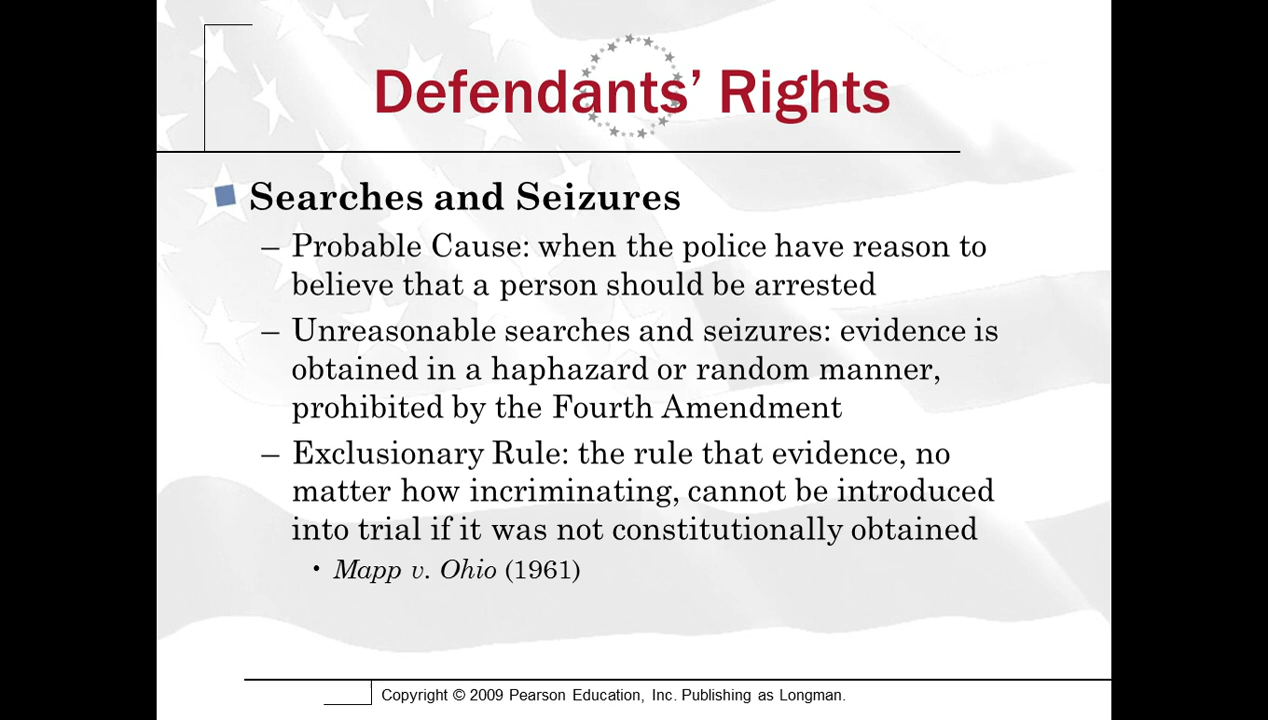 Defendants’ Rights
Searches and Seizures
– Probable Cause: when the police have reason to
believe that a person should be arrested
– Unreasonable searches and seizures: evidence is
obtained in a haphazard or random manner,
prohibited by the Fourth Amendment
– Exclusionary Rule: the rule that evidence, no
matter how incriminating, cannot be introduced
into trial if it was not constitutionally obtained
• Mapp v. Ohio (1961)
Copyright © 2009 Pearson Education, Inc. Publishing as Longman.